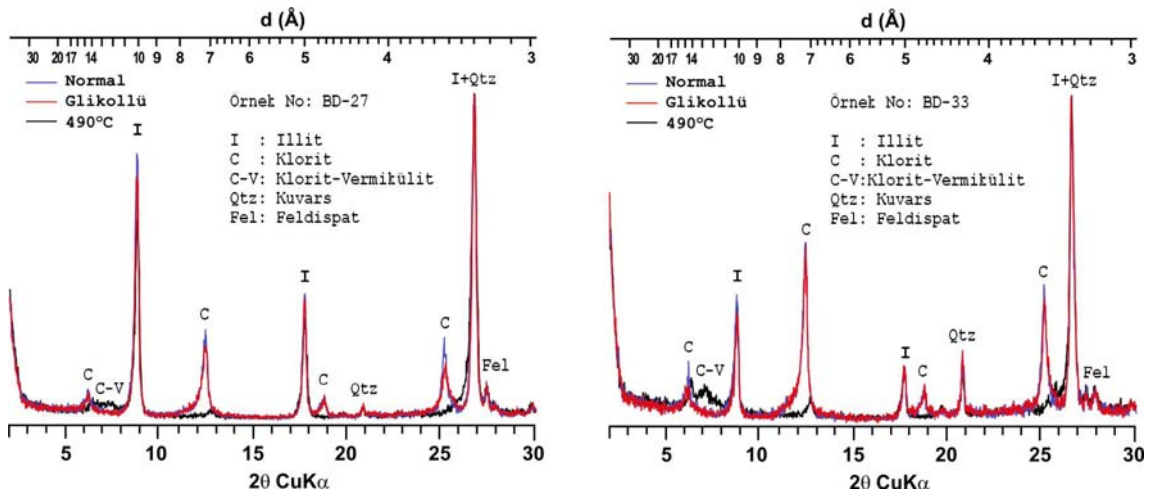 d (Å)
30 20 17 14 10 9 8 7 6 5 4 3
Normal
Glikollü
490°C
Örnek No: BD-27
I : Illit
C : Klorit
C-V: Klorit-Vermikülit
Qtz: Kuvars
Fel: Feldispat
I+Qtz
I
I
C
C
C
C-V
C
Qtz
Fel
5 10 15 20 25 30
2θ CuKα
d (Å)
30 20 17 14 10 9 8 7 6 5 4 3
Normal
Glikollü
490°C
Örnek No: BD-33
I : Illit
C : Klorit
C-V:Klorit-Vermikülit
Qtz: Kuvars
Fel: Feldispat
I+Qtz
C
I
C
C
C-V
Qtz
I
C
Fel
5 10 15 20 25 30
2θ CuKα